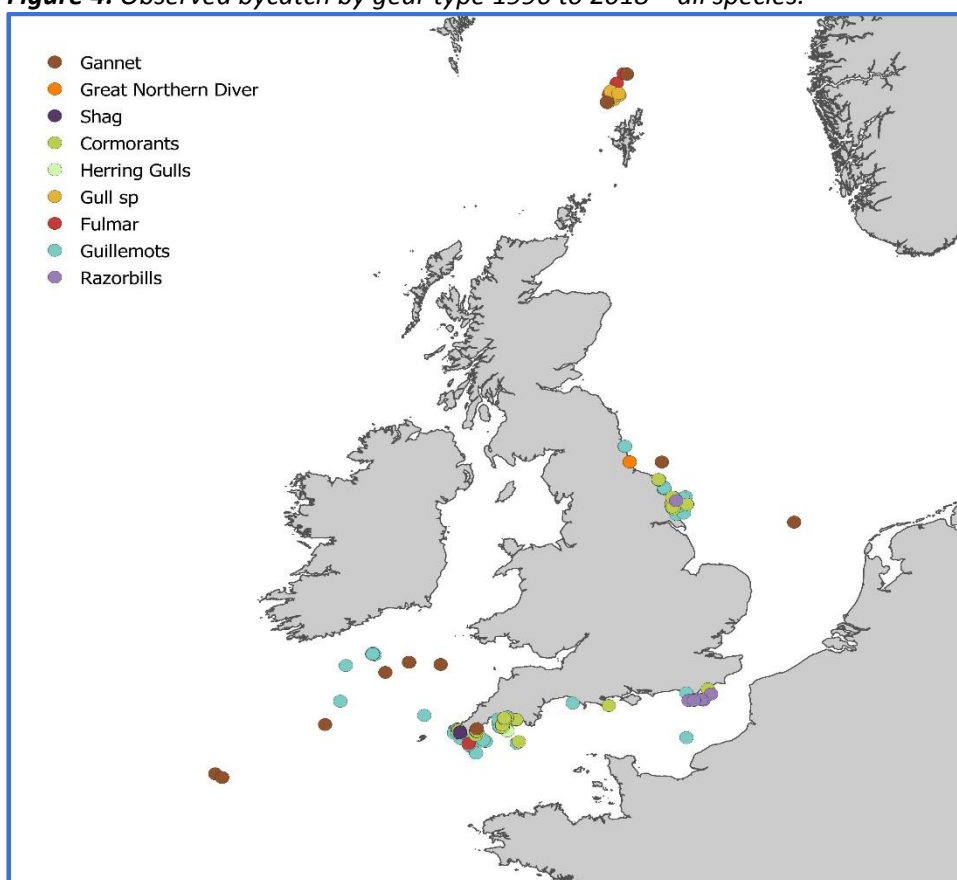 Figure 4. Observed bycatch by gear type 1996 to 2018 – all species.
Gannet
Great Northern Diver
Shag
Cormorants
Herring Gulls
Gull sp
Fulmar
Guillemots
Razorbills